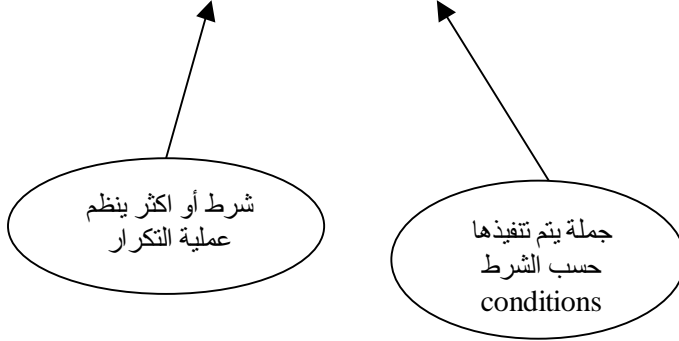 شرط أو اكثر ينظم
عملية التكرار
جملة يتم تنفيذها
حسب الشرط
conditions